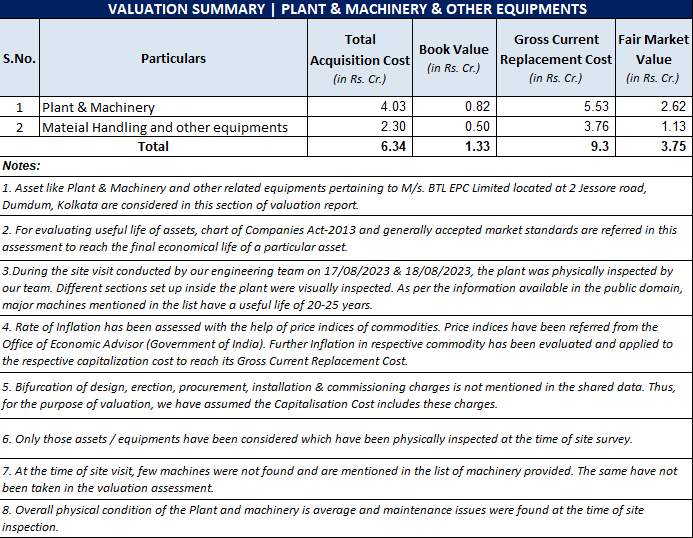 VALUATION SUMMARY | PLANT & MACHINERY & OTHER EQUIPMENTS
S.No. Particulars Total Acquisition Cost (in Rs. Cr.) Book Value (in Rs. Cr.) Gross Current Replacement Cost (in Rs. Cr.) Fair Market Value (in Rs. Cr.)
1 Plant & Machinery 4.03 0.82 5.53 2.62
2 Mateial Handling and other equipments 2.30 0.50 3.76 1.13
Total 6.34 1.33 9.3 3.75
Notes:
1. Asset like Plant & Machinery and other related equipments pertaining to M/s. BTL EPC Limited located at 2 Jessore road,
Dumdum, Kolkata are considered in this section of valuation report.
2. For evaluating useful life of assets, chart of Companies Act-2013 and generally accepted market standards are referred in this
assessment to reach the final economical life of a particular asset.
3.During the site visit conducted by our engineering team on 17/08/2023 & 18/08/2023, the plant was physically inspected by
our team. Different sections set up inside the plant were visually inspected. As per the information available in the public domain,
major machines mentioned in the list have a useful life of 20-25 years.
4. Rate of Inflation has been assessed with the help of price indices of commodities. Price indices have been referred from the
Office of Economic Advisor (Government of India). Further Inflation in respective commodity has been evaluated and applied to
the respective capitalization cost to reach its Gross Current Replacement Cost.
5. Bifurcation of design, erection, procurement, installation & commissioning charges is not mentioned in the shared data. Thus,
for the purpose of valuation, we have assumed the Capitalisation Cost includes these charges.
6. Only those assets / equipments have been considered which have been physically inspected at the time of site survey.
7. At the time of site visit, few machines were not found and are mentioned in the list of machinery provided. The same have not
been taken in the valuation assessment.
8. Overall physical condition of the Plant and machinery is average and maintenance issues were found at the time of site
inspection.